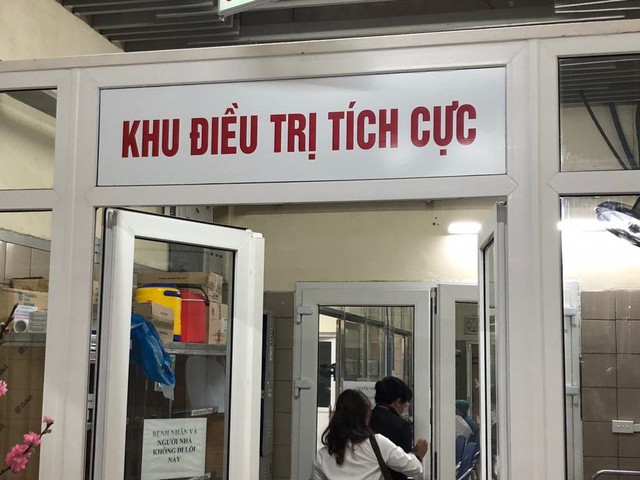 KHU ĐIỀU TRỊ TÍCH CỰC
BỆNH NHÂN VÀ
NGƯỜI NHÀ
KHÔNG ĐI LỐI
NÀY